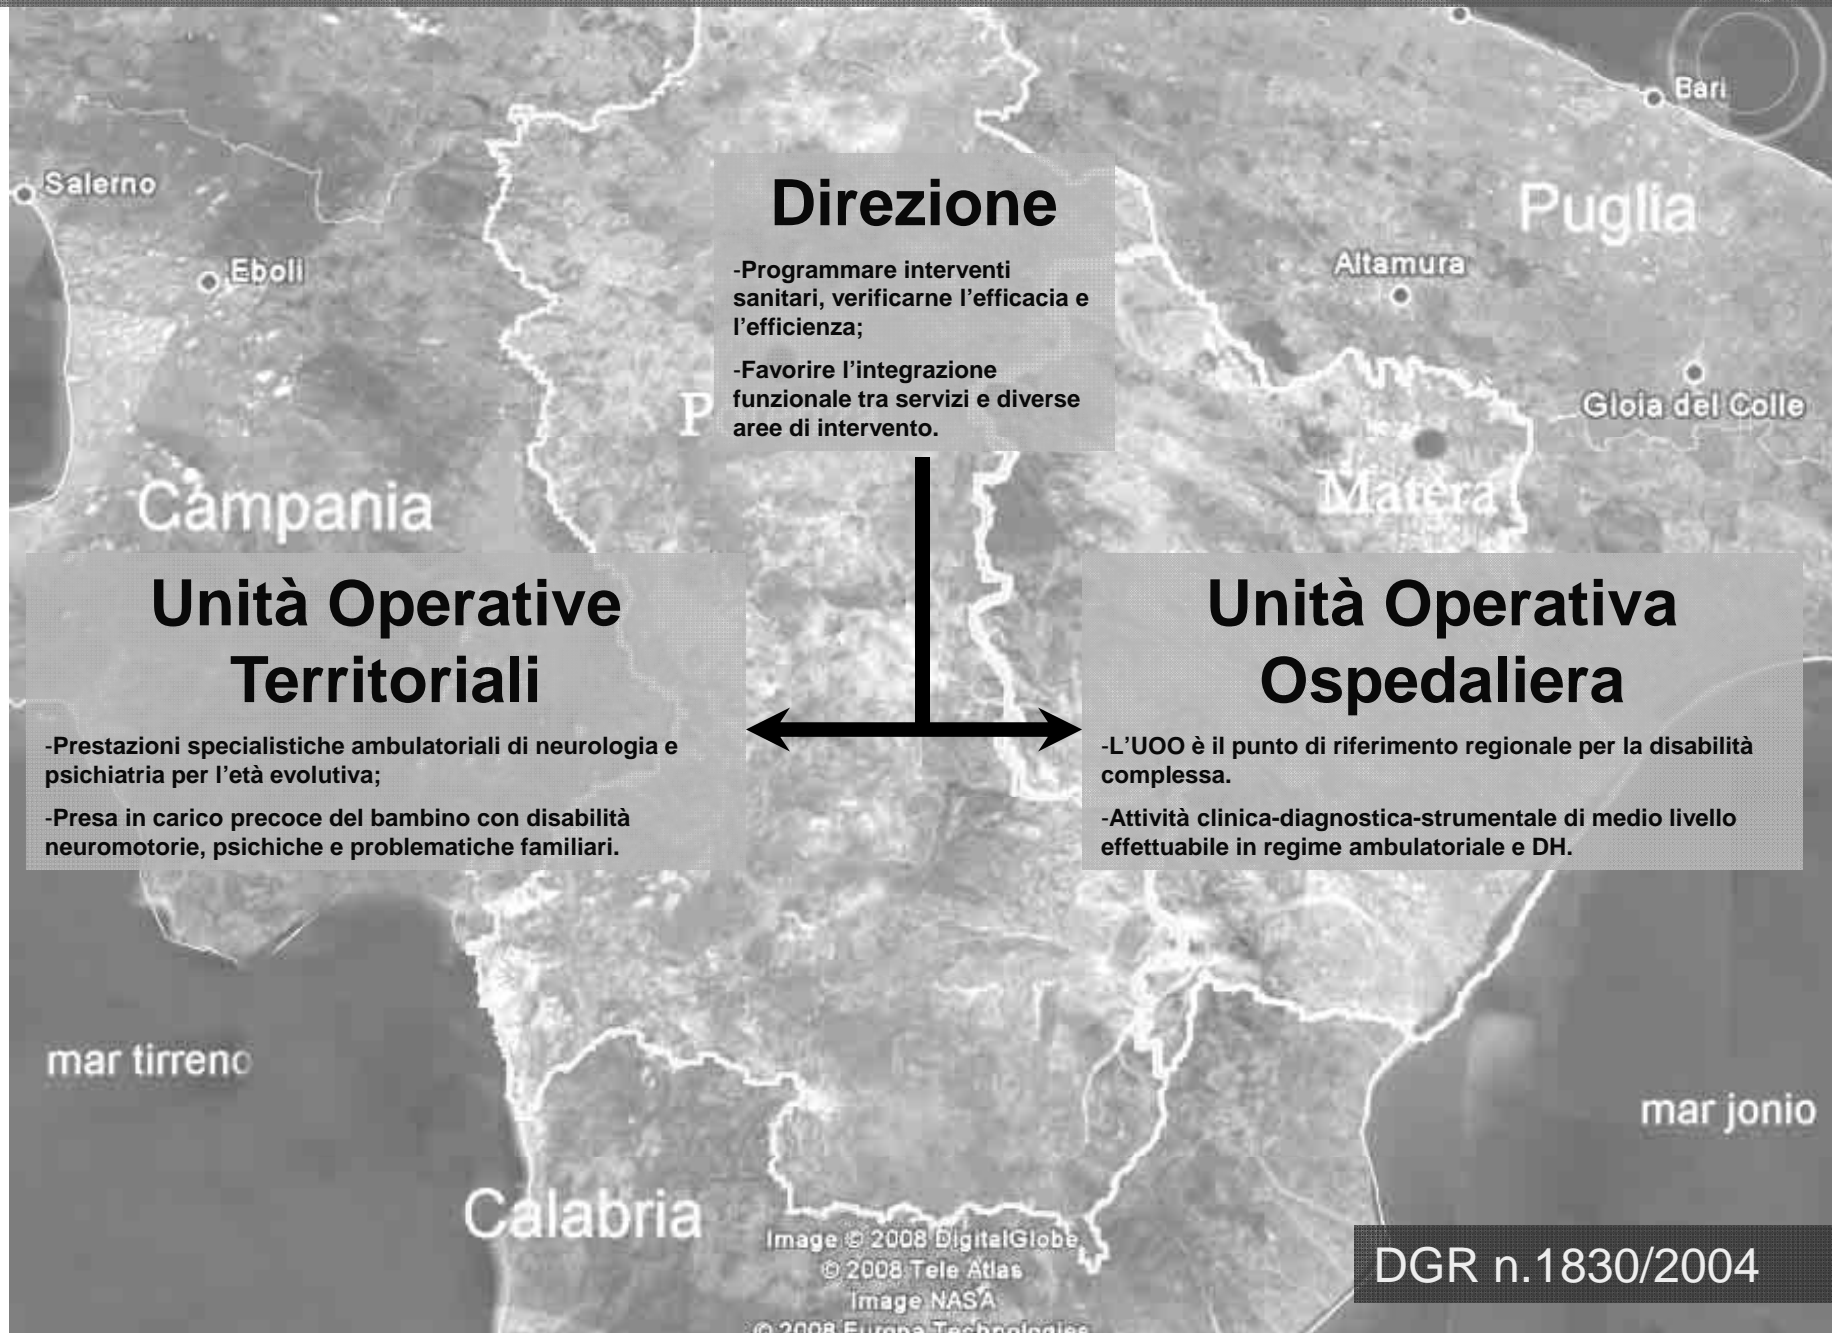 Bari
Salerno
Puglia
Direzione
Eboli
Altamura
-Programmare interventi
sanitari, verificarne l'efficacia e
l'efficienza;
-Favorire l'integrazione
funzionale tra servizi e diverse
aree di intervento.
P
Gloia del Colle
Campania
Matera
Unità Operative
Territoriali
-Prestazioni specialistiche ambulatoriali di neurologia e
psichiatria per l'età evolutiva;
-Presa in carico precoce del bambino con disabilità
neuromotorie, psichiche e problematiche familiari.
Unità Operativa
Ospedaliera
-L'UOO è il punto di riferimento regionale per la disabilità
complessa.
-Attività clinica-diagnostica-strumentale di medio livello
effettuabile in regime ambulatoriale e DH.
mar tirreno
mar jonio
Calabria
Image © 2008 DigitalGlobe
© 2008 Tele Atlas
Image NASA
© 2008 Europa Technologies
DGR n.1830/2004